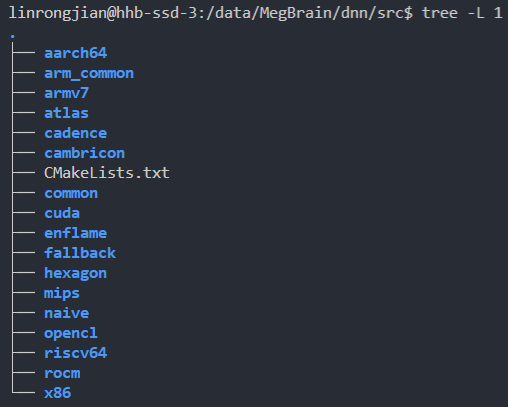 linrongjian@hhb-ssd-3:/data/MegBrain/dnn/src$ tree -L 1
.
├── aarch64
├── arm_common
├── armv7
├── atlas
├── cadence
├── cambricon
├── CMakeLists.txt
├── common
├── cuda
├── enflame
├── fallback
├── hexagon
├── mips
├── naive
├── opencl
├── riscv64
├── rocm
└── x86